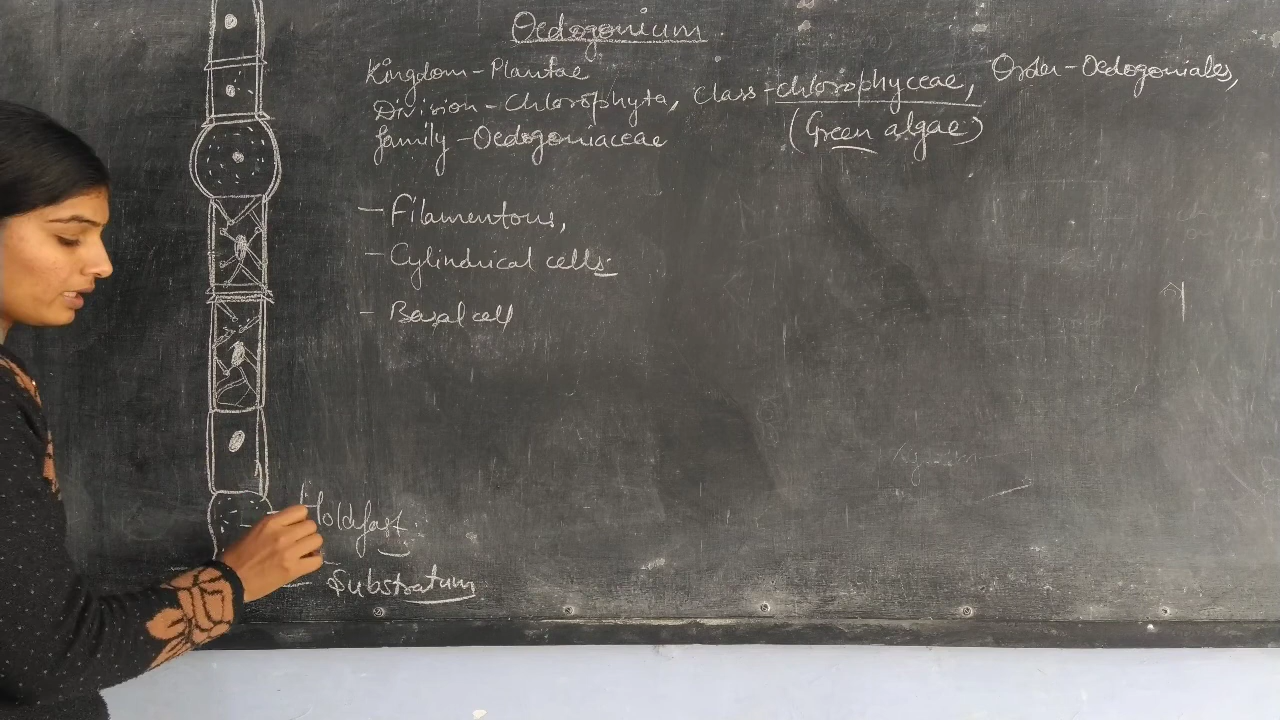 Oedogonium
Kingdom - Plantae
Division - Chlorophyta, Class - chlorophyceae, Order - Oedogoniales,
(Green algae)
family - Oedogoniaceae
- Filamentous,
- Cylindrical cells
- Basal cell
Holdfast
Substratum